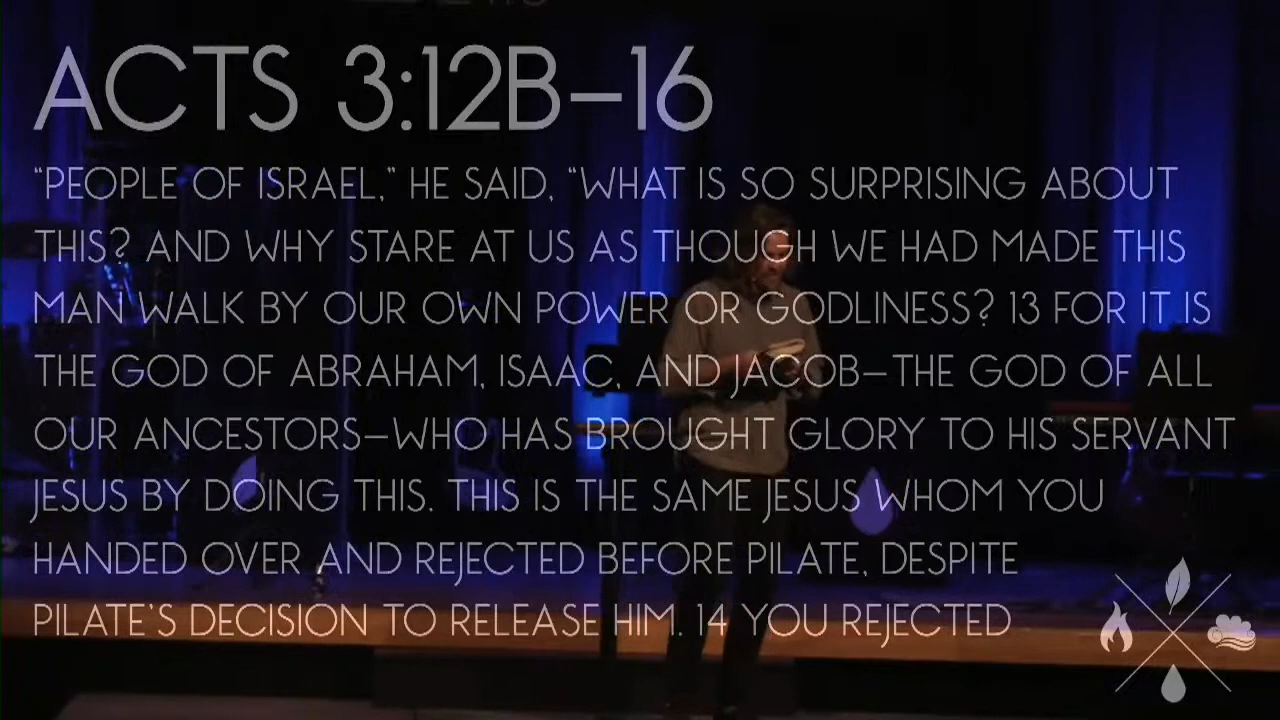 ACTS 3:12B–16
“PEOPLE OF ISRAEL,” HE SAID, “WHAT IS SO SURPRISING ABOUT
THIS? AND WHY STARE AT US AS THOUGH WE HAD MADE THIS
MAN WALK BY OUR OWN POWER OR GODLINESS? 13 FOR IT IS
THE GOD OF ABRAHAM, ISAAC, AND JACOB—THE GOD OF ALL
OUR ANCESTORS—WHO HAS BROUGHT GLORY TO HIS SERVANT
JESUS BY DOING THIS. THIS IS THE SAME JESUS WHOM YOU
HANDED OVER AND REJECTED BEFORE PILATE, DESPITE
PILATE’S DECISION TO RELEASE HIM. 14 YOU REJECTED